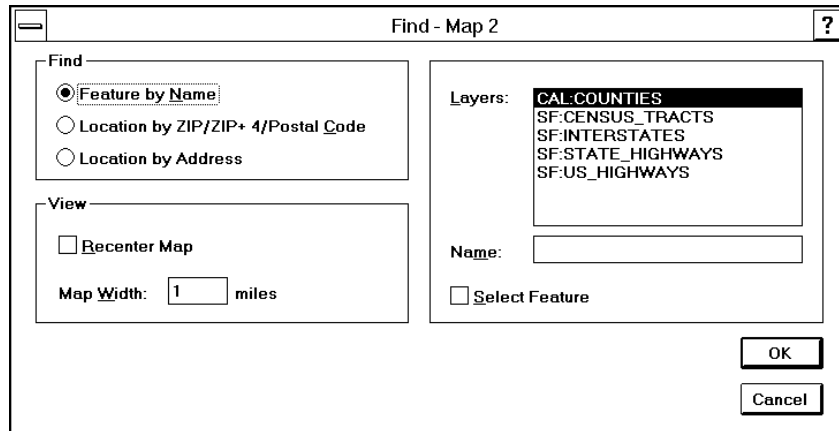 Find - Map 2
?
Find
Feature by Name
Location by ZIP/ZIP+ 4/Postal Code
Location by Address
View
Recenter Map
Map Width: 1 miles
Layers:
CAL:COUNTIES
SF:CENSUS_TRACTS
SF:INTERSTATES
SF:STATE_HIGHWAYS
SF:US_HIGHWAYS
Name:
Select Feature
OK
Cancel